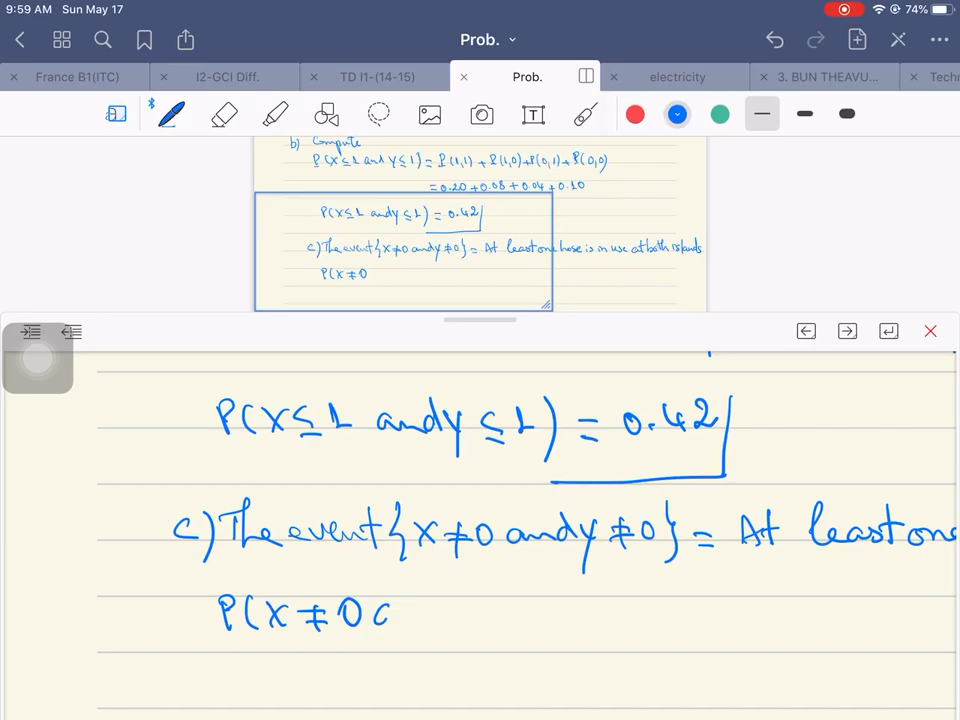 9:59 AM Sun May 17
74%
Prob.
France B1(ITC)
I2-GCI Diff.
TD I1-(14-15)
Prob.
electricity
3. BUN THEAVU...
Techn
b) Compute
P(X≤1 and Y≤1) = P(1,1) + P(1,0) + P(0,1) + P(0,0)
= 0.20 + 0.08 + 0.04 + 0.10
P(X≤1 and y≤1) = 0.42
c) The event {x≠0 and y≠0} = At least one hose is in use at both islands.
P(X≠0
P(X≤1 and y≤1) = 0.42
c) The event {x≠0 and y≠0} = At least one
P(X≠0 c